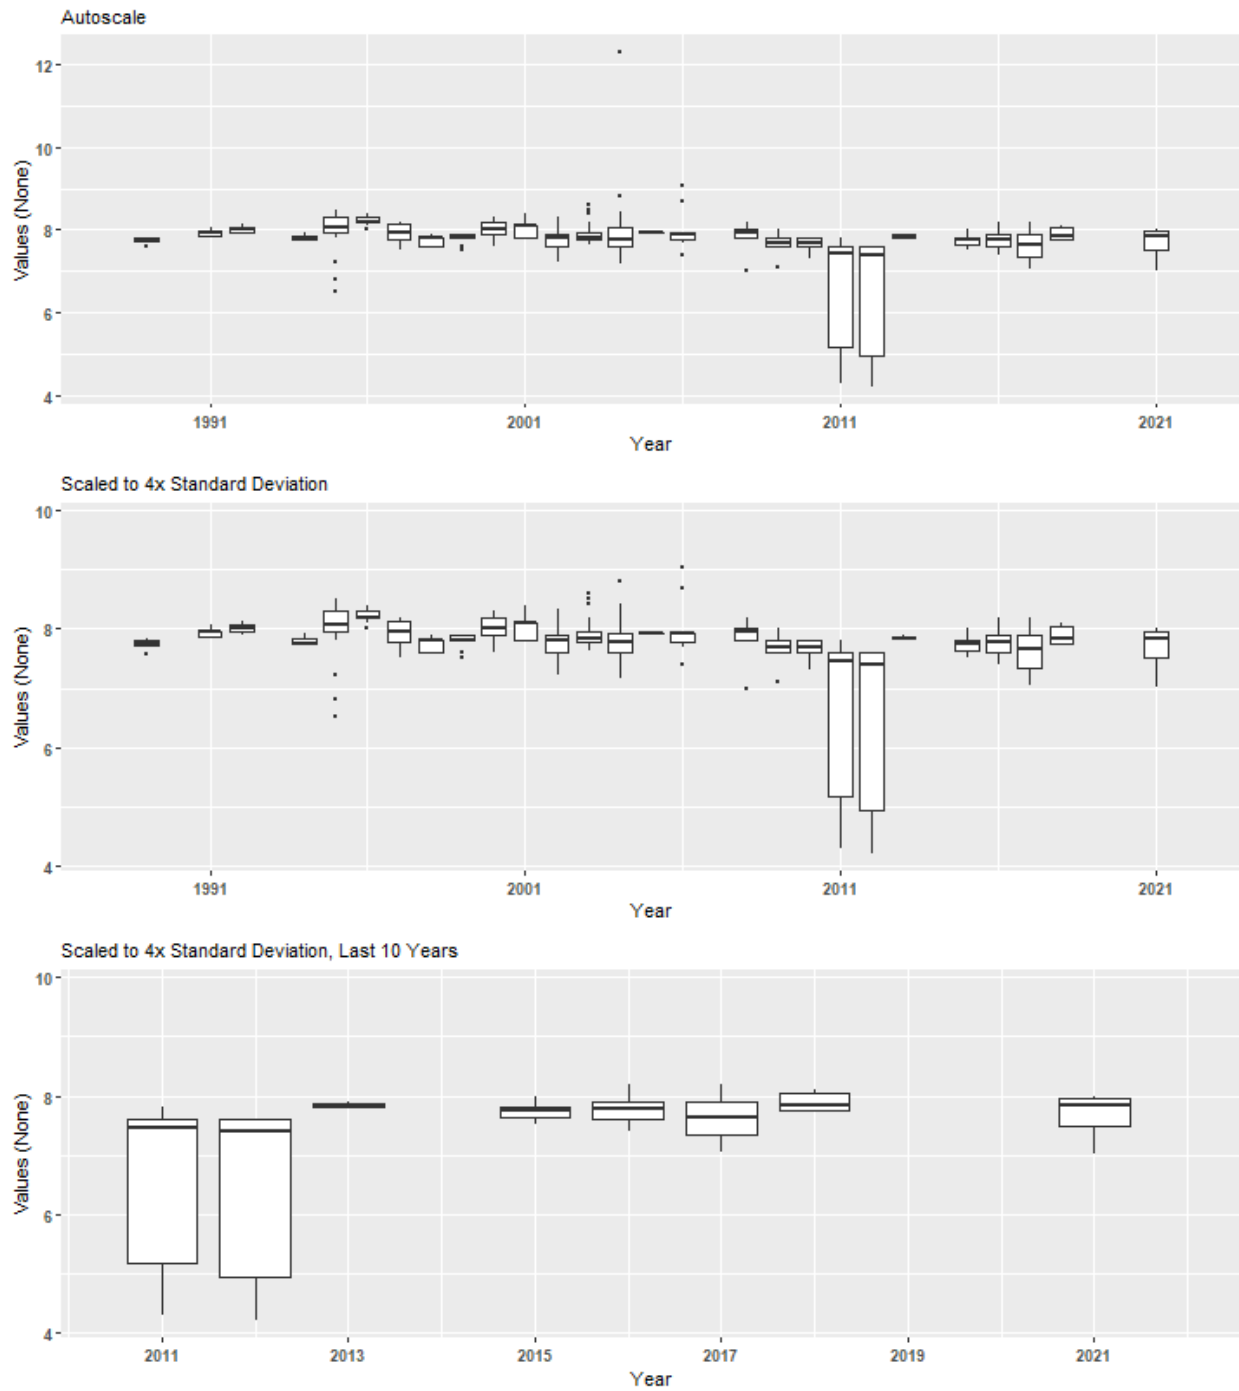 Autoscale
12
10
8
6
4
Values (None)
1991 2001 2011 2021
Year
Scaled to 4x Standard Deviation
10
8
6
4
Values (None)
1991 2001 2011 2021
Year
Scaled to 4x Standard Deviation, Last 10 Years
10
8
6
4
Values (None)
2011 2013 2015 2017 2019 2021
Year